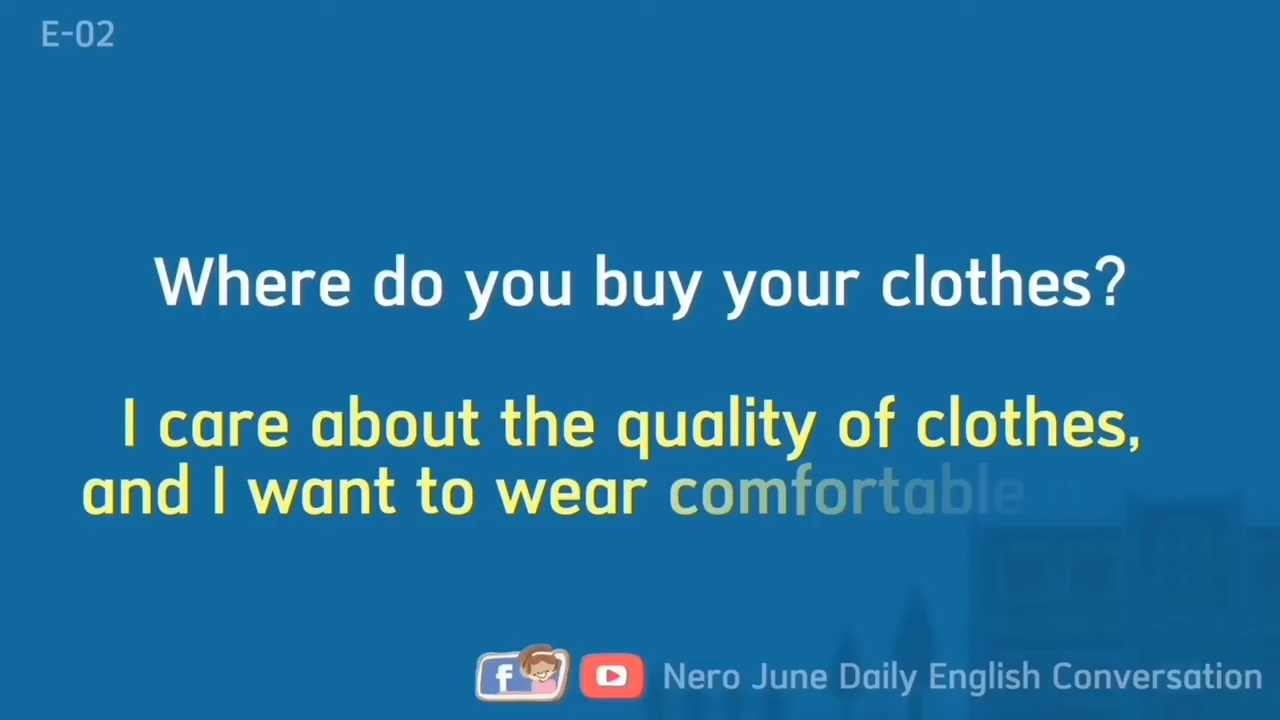 E-02
Where do you buy your clothes?
I care about the quality of clothes,
and I want to wear comfortable
f
Nero June Daily English Conversation